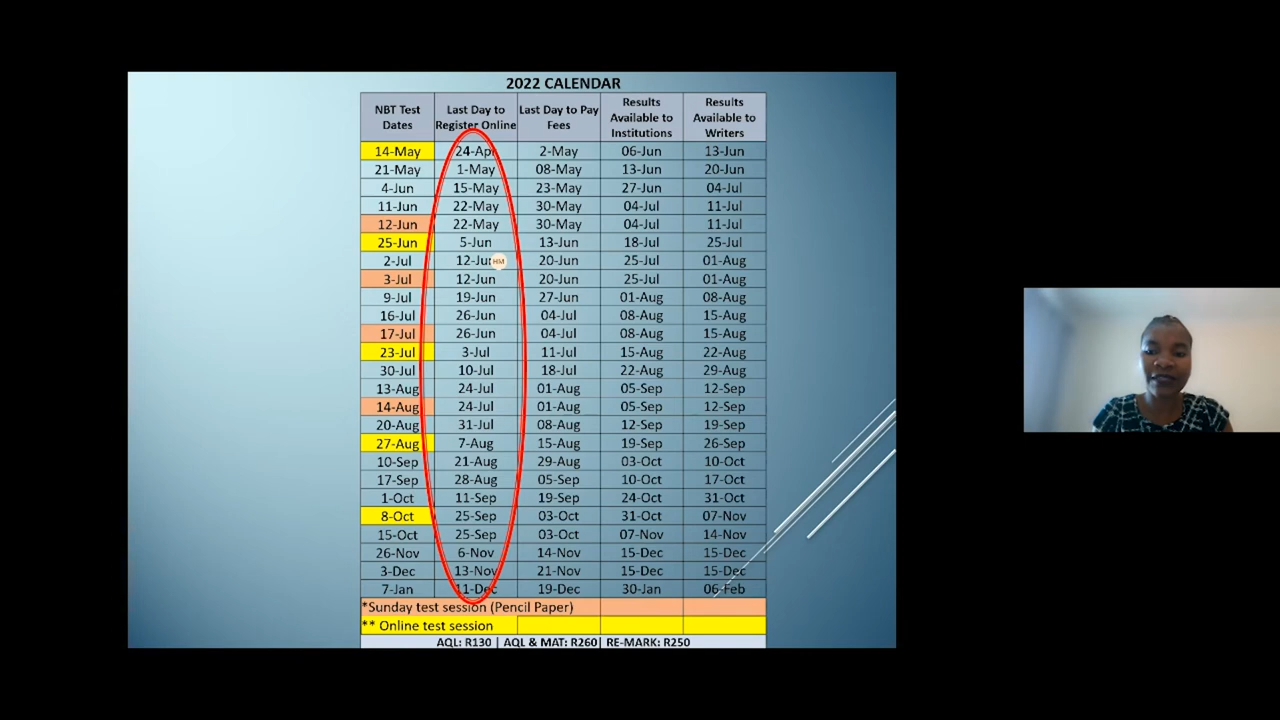 2022 CALENDAR
NBT Test Dates | Last Day to Register Online | Last Day to Pay Fees | Results Available to Institutions | Results Available to Writers
14-May 24-Apr 2-May 06-Jun 13-Jun
21-May 1-May 08-May 13-Jun 20-Jun
4-Jun 15-May 23-May 27-Jun 04-Jul
11-Jun 22-May 30-May 04-Jul 11-Jul
12-Jun 22-May 30-May 04-Jul 11-Jul
25-Jun 5-Jun 13-Jun 18-Jul 25-Jul
2-Jul 12-Jun HM 20-Jun 25-Jul 01-Aug
3-Jul 12-Jun 20-Jun 25-Jul 01-Aug
9-Jul 19-Jun 27-Jun 01-Aug 08-Aug
16-Jul 26-Jun 04-Jul 08-Aug 15-Aug
17-Jul 26-Jun 04-Jul 08-Aug 15-Aug
23-Jul 3-Jul 11-Jul 15-Aug 22-Aug
30-Jul 10-Jul 18-Jul 22-Aug 29-Aug
13-Aug 24-Jul 01-Aug 05-Sep 12-Sep
14-Aug 24-Jul 01-Aug 05-Sep 12-Sep
20-Aug 31-Jul 08-Aug 12-Sep 19-Sep
27-Aug 7-Aug 15-Aug 19-Sep 26-Sep
10-Sep 21-Aug 29-Aug 03-Oct 10-Oct
17-Sep 28-Aug 05-Sep 10-Oct 17-Oct
1-Oct 11-Sep 19-Sep 24-Oct 31-Oct
8-Oct 25-Sep 03-Oct 31-Oct 07-Nov
15-Oct 25-Sep 03-Oct 07-Nov 14-Nov
26-Nov 6-Nov 14-Nov 15-Dec 15-Dec
3-Dec 13-Nov 21-Nov 15-Dec 15-Dec
7-Jan 11-Dec 19-Dec 30-Jan 06-Feb
*Sunday test session (Pencil Paper)
** Online test session
AQL: R130 | AQL & MAT: R260| RE-MARK: R250